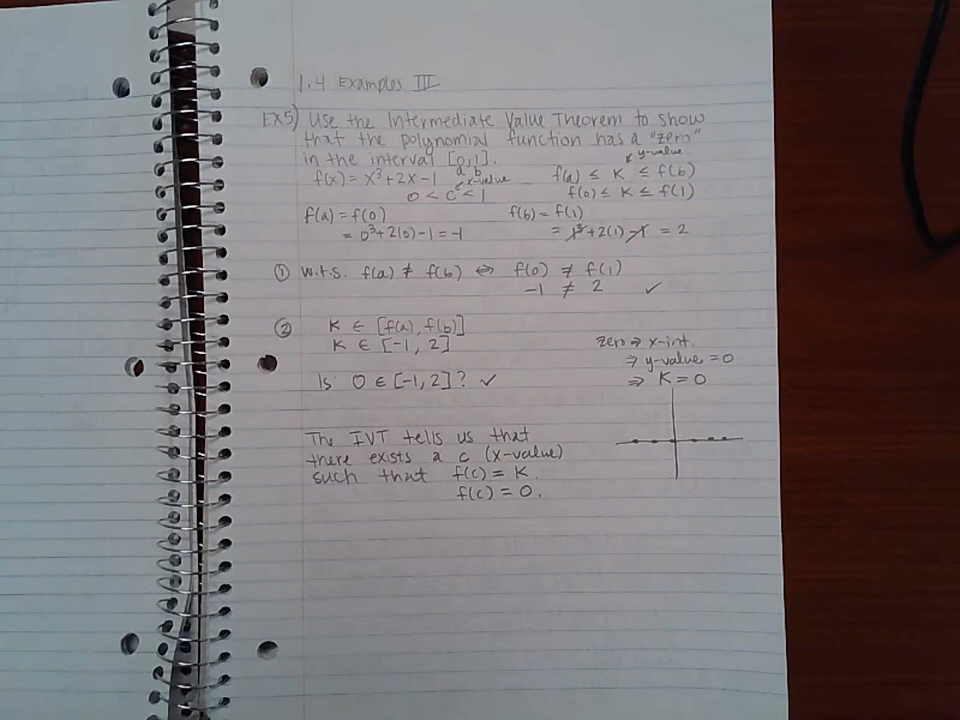 1.4 Examples III
EX5) Use the Intermediate Value Theorem to show
that the polynomial function has a "zero"
in the interval [0,1].
a b
y-value
f(x) = x³+2x-1
x-value
f(a) ≤ K ≤ f(b)
0 < c < 1
f(0) ≤ K ≤ f(1)
f(a) = f(0)
f(b) = f(1)
= 0³+2(0)-1 = -1
= 1³+2(1)-1 = 2
① W.T.S. f(a) ≠ f(b) ⇔ f(0) ≠ f(1)
-1 ≠ 2 ✓
② K ∈ [f(a), f(b)]
K ∈ [-1, 2]
Is 0 ∈ [-1,2]? ✓
zero ⇒ x-int.
⇒ y-value = 0
⇒ K = 0
The IVT tells us that
there exists a c (x-value)
such that f(c) = K.
f(c) = 0.